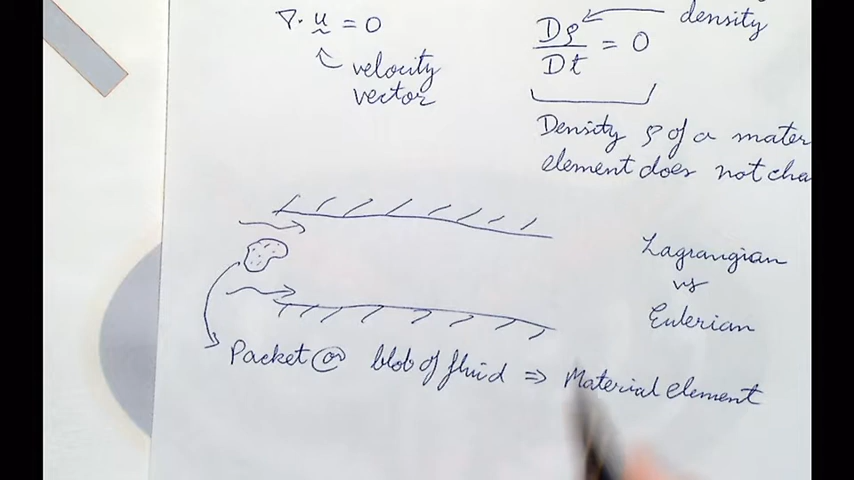 ∇· u = 0
velocity
vector
density
Dρ/Dt = 0
Density ρ of a mater
element does not cha
Lagrangian
vs
Eulerian
Packet or blob of fluid ⇒ Material element